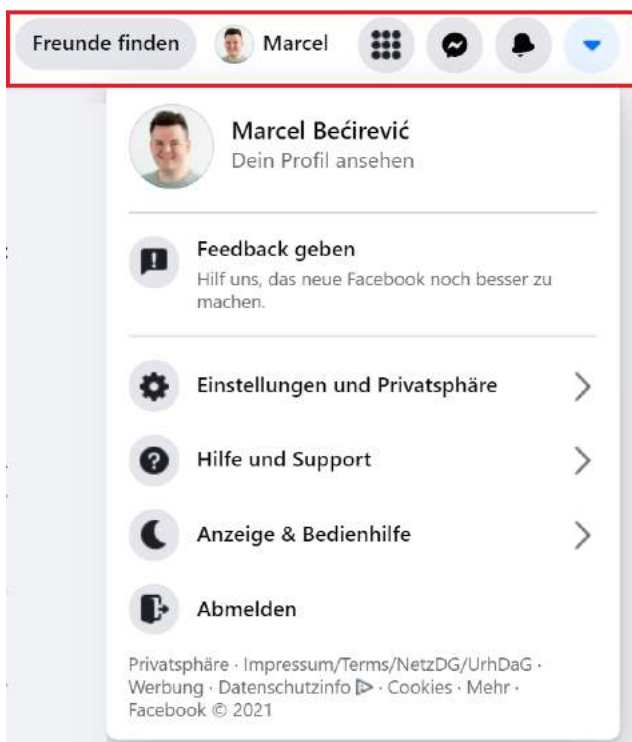 Freunde finden Marcel
Marcel Bećirević
Dein Profil ansehen
Feedback geben
Hilf uns, das neue Facebook noch besser zu
machen.
Einstellungen und Privatsphäre
Hilfe und Support
Anzeige & Bedienhilfe
Abmelden
Privatsphäre · Impressum/Terms/NetzDG/UrhDaG ·
Werbung · Datenschutzinfo · Cookies · Mehr ·
Facebook © 2021